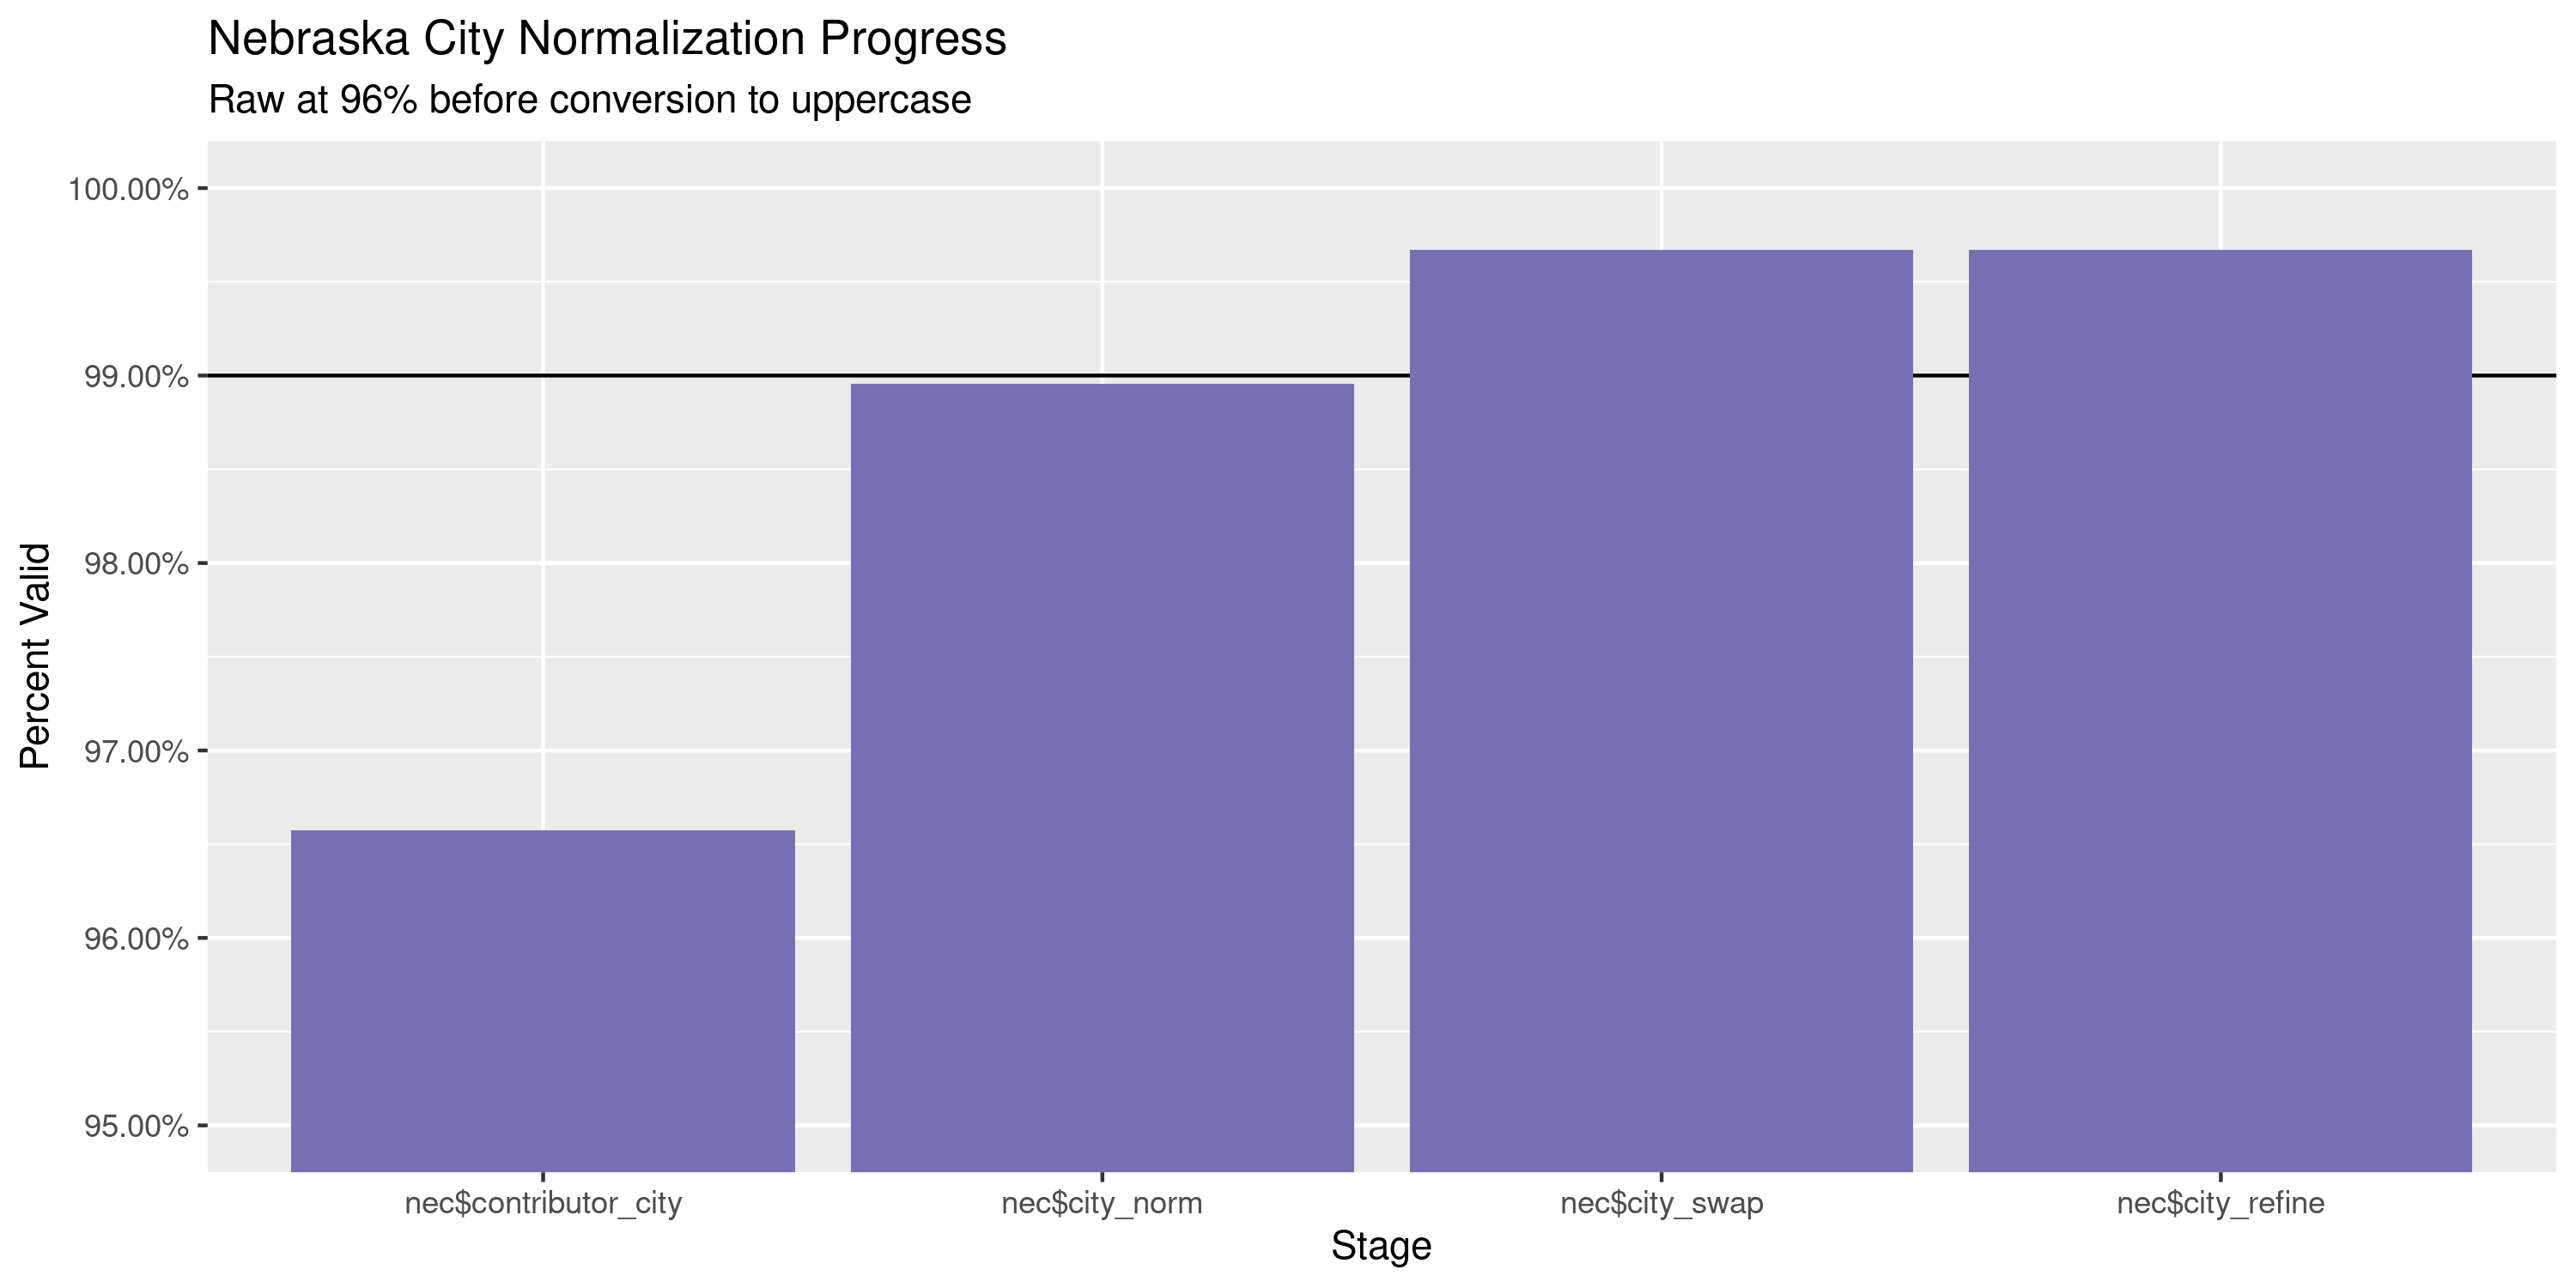 Nebraska City Normalization Progress
Raw at 96% before conversion to uppercase
Percent Valid
100.00%
99.00%
98.00%
97.00%
96.00%
95.00%
nec$contributor_city
nec$city_norm
nec$city_swap
nec$city_refine
Stage